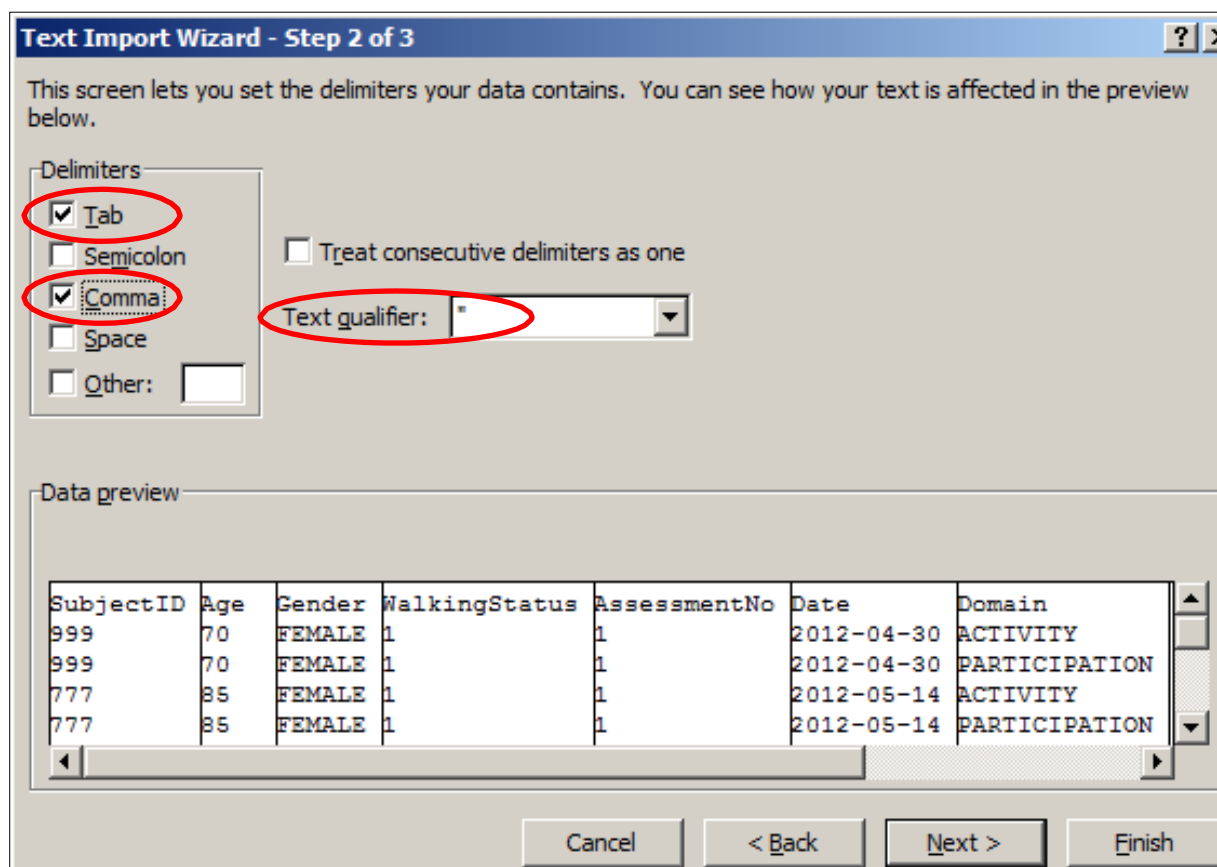 Text Import Wizard - Step 2 of 3
This screen lets you set the delimiters your data contains. You can see how your text is affected in the preview
below.
Delimiters
Tab
Semicolon
Comma
Space
Other:
Treat consecutive delimiters as one
Text qualifier: "
Data preview
SubjectID Age Gender WalkingStatus AssessmentNo Date Domain
999 70 FEMALE 1 1 2012-04-30 ACTIVITY
999 70 FEMALE 1 1 2012-04-30 PARTICIPATION
777 85 FEMALE 1 1 2012-05-14 ACTIVITY
777 85 FEMALE 1 1 2012-05-14 PARTICIPATION
Cancel < Back Next > Finish